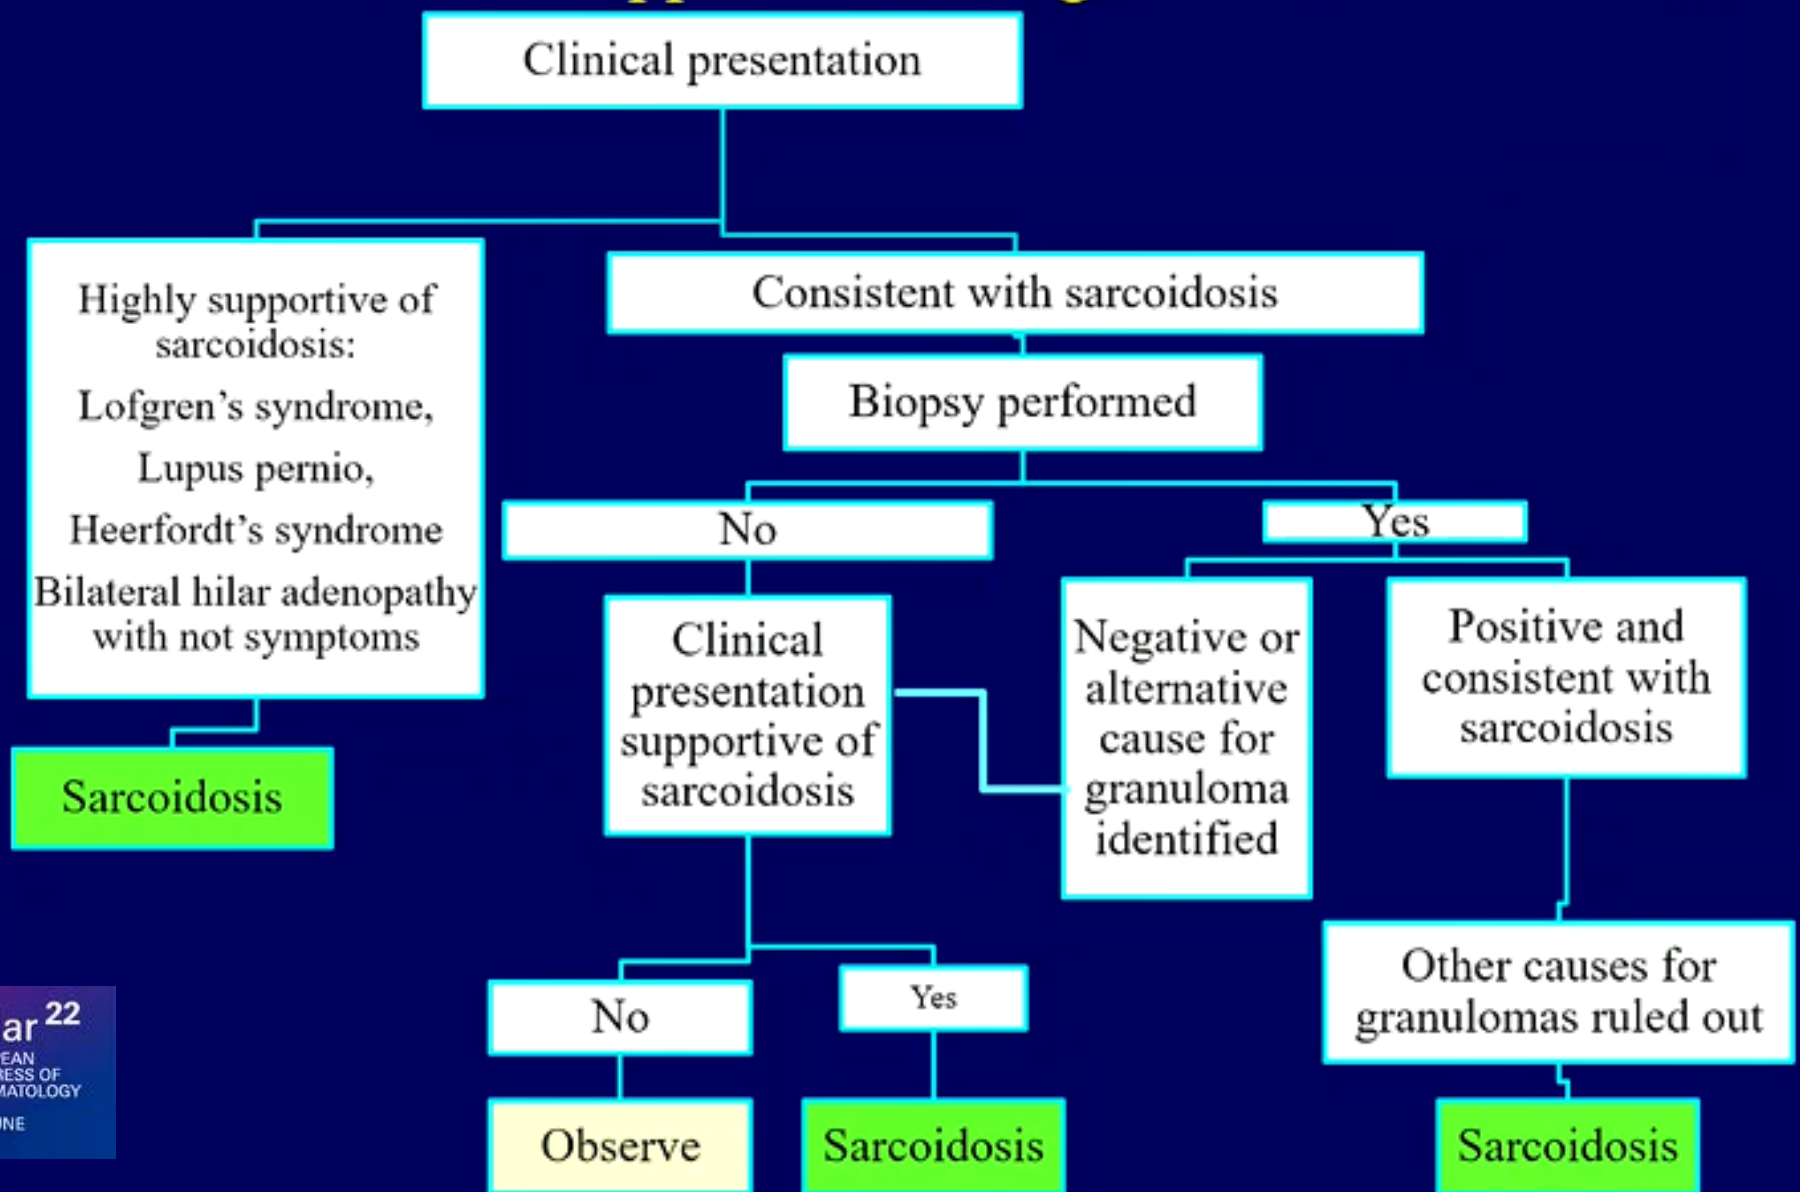 Clinical presentation
Highly supportive of
sarcoidosis:
Lofgren’s syndrome,
Lupus pernio,
Heerfordt’s syndrome
Bilateral hilar adenopathy
with not symptoms
Sarcoidosis
Consistent with sarcoidosis
Biopsy performed
No
Yes
Clinical
presentation
supportive of
sarcoidosis
Negative or
alternative
cause for
granuloma
identified
Positive and
consistent with
sarcoidosis
Other causes for
granulomas ruled out
No
Yes
Observe
Sarcoidosis
Sarcoidosis
ar 22
PEAN
RESS OF
MATOLOGY
UNE